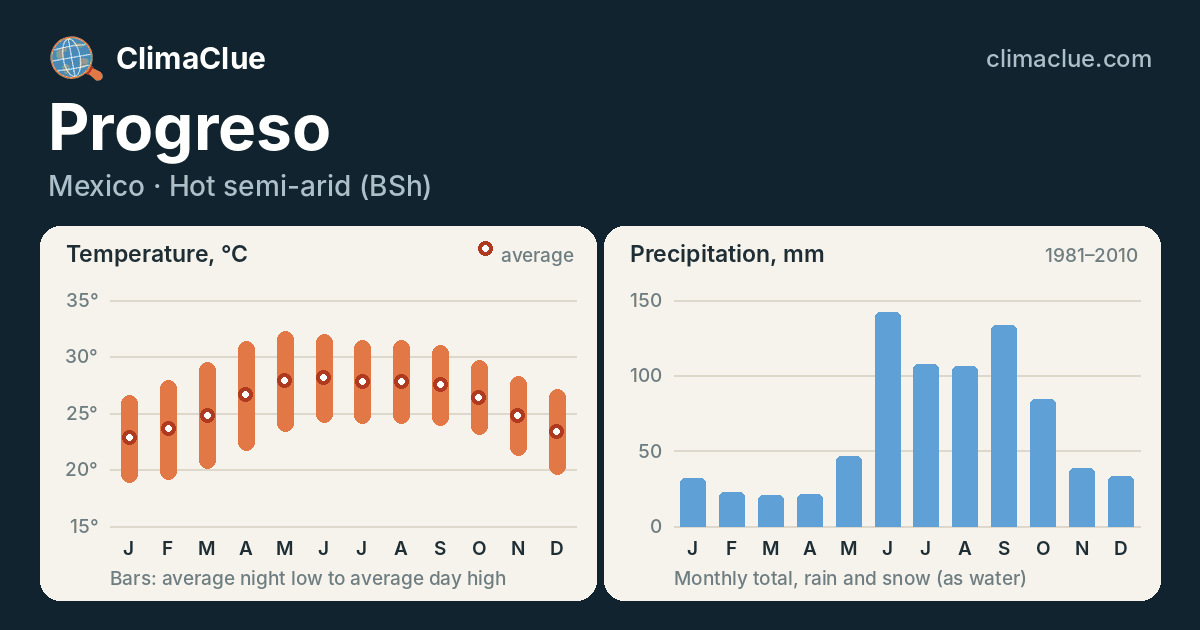 ClimaClue
climaclue.com
Progreso
Mexico · Hot semi-arid (BSh)
Temperature, °C
average
35°
30°
25°
20°
15°
J F M A M J J A S O N D
Bars: average night low to average day high
Precipitation, mm
1981–2010
150
100
50
0
J F M A M J J A S O N D
Monthly total, rain and snow (as water)